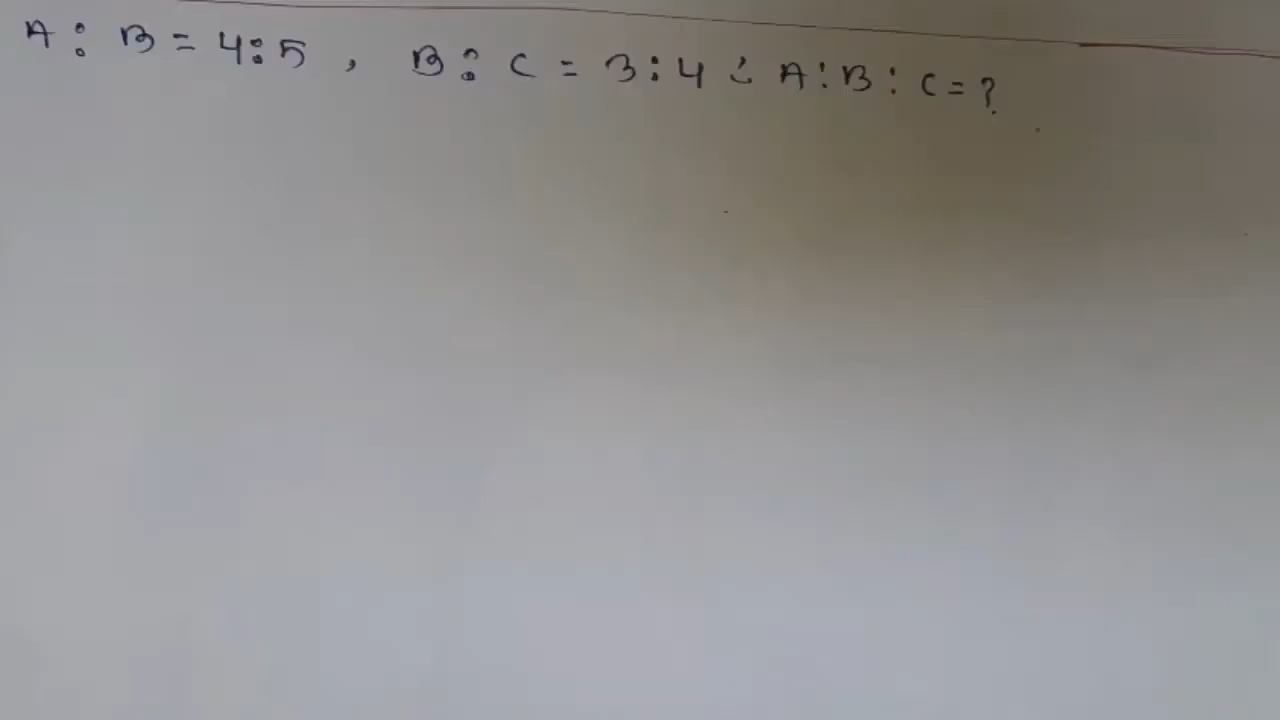 A : B = 4:5 , B : C = 3:4 ; A:B:C=?